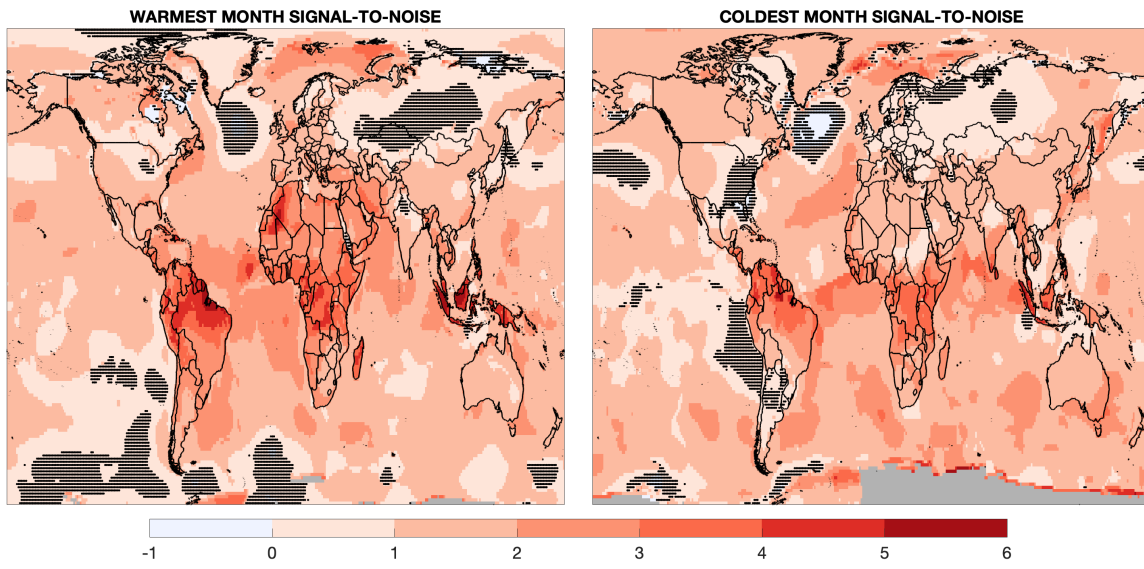 WARMEST MONTH SIGNAL-TO-NOISE
COLDEST MONTH SIGNAL-TO-NOISE
-1 0 1 2 3 4 5 6